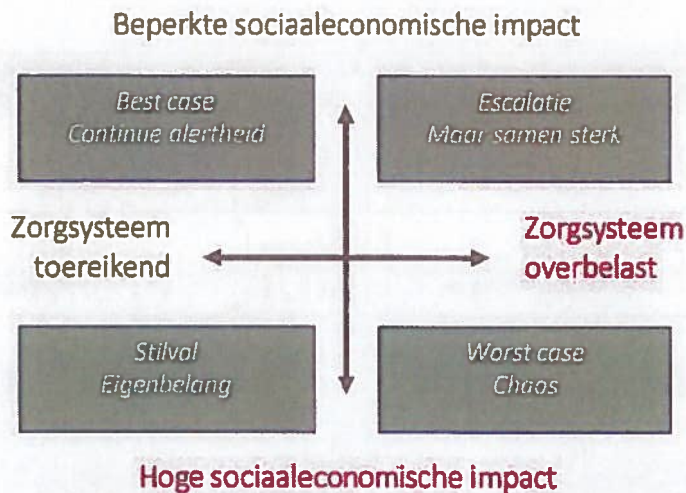 Beperkte sociaaleconomische impact
Best case
Continue alertheid
Escalatie
Maar samen sterk
Zorgsysteem
toereikend
Zorgsysteem
overbelast
Stilval
Eigenbelang
Worst case
Chaos
Hoge sociaaleconomische impact